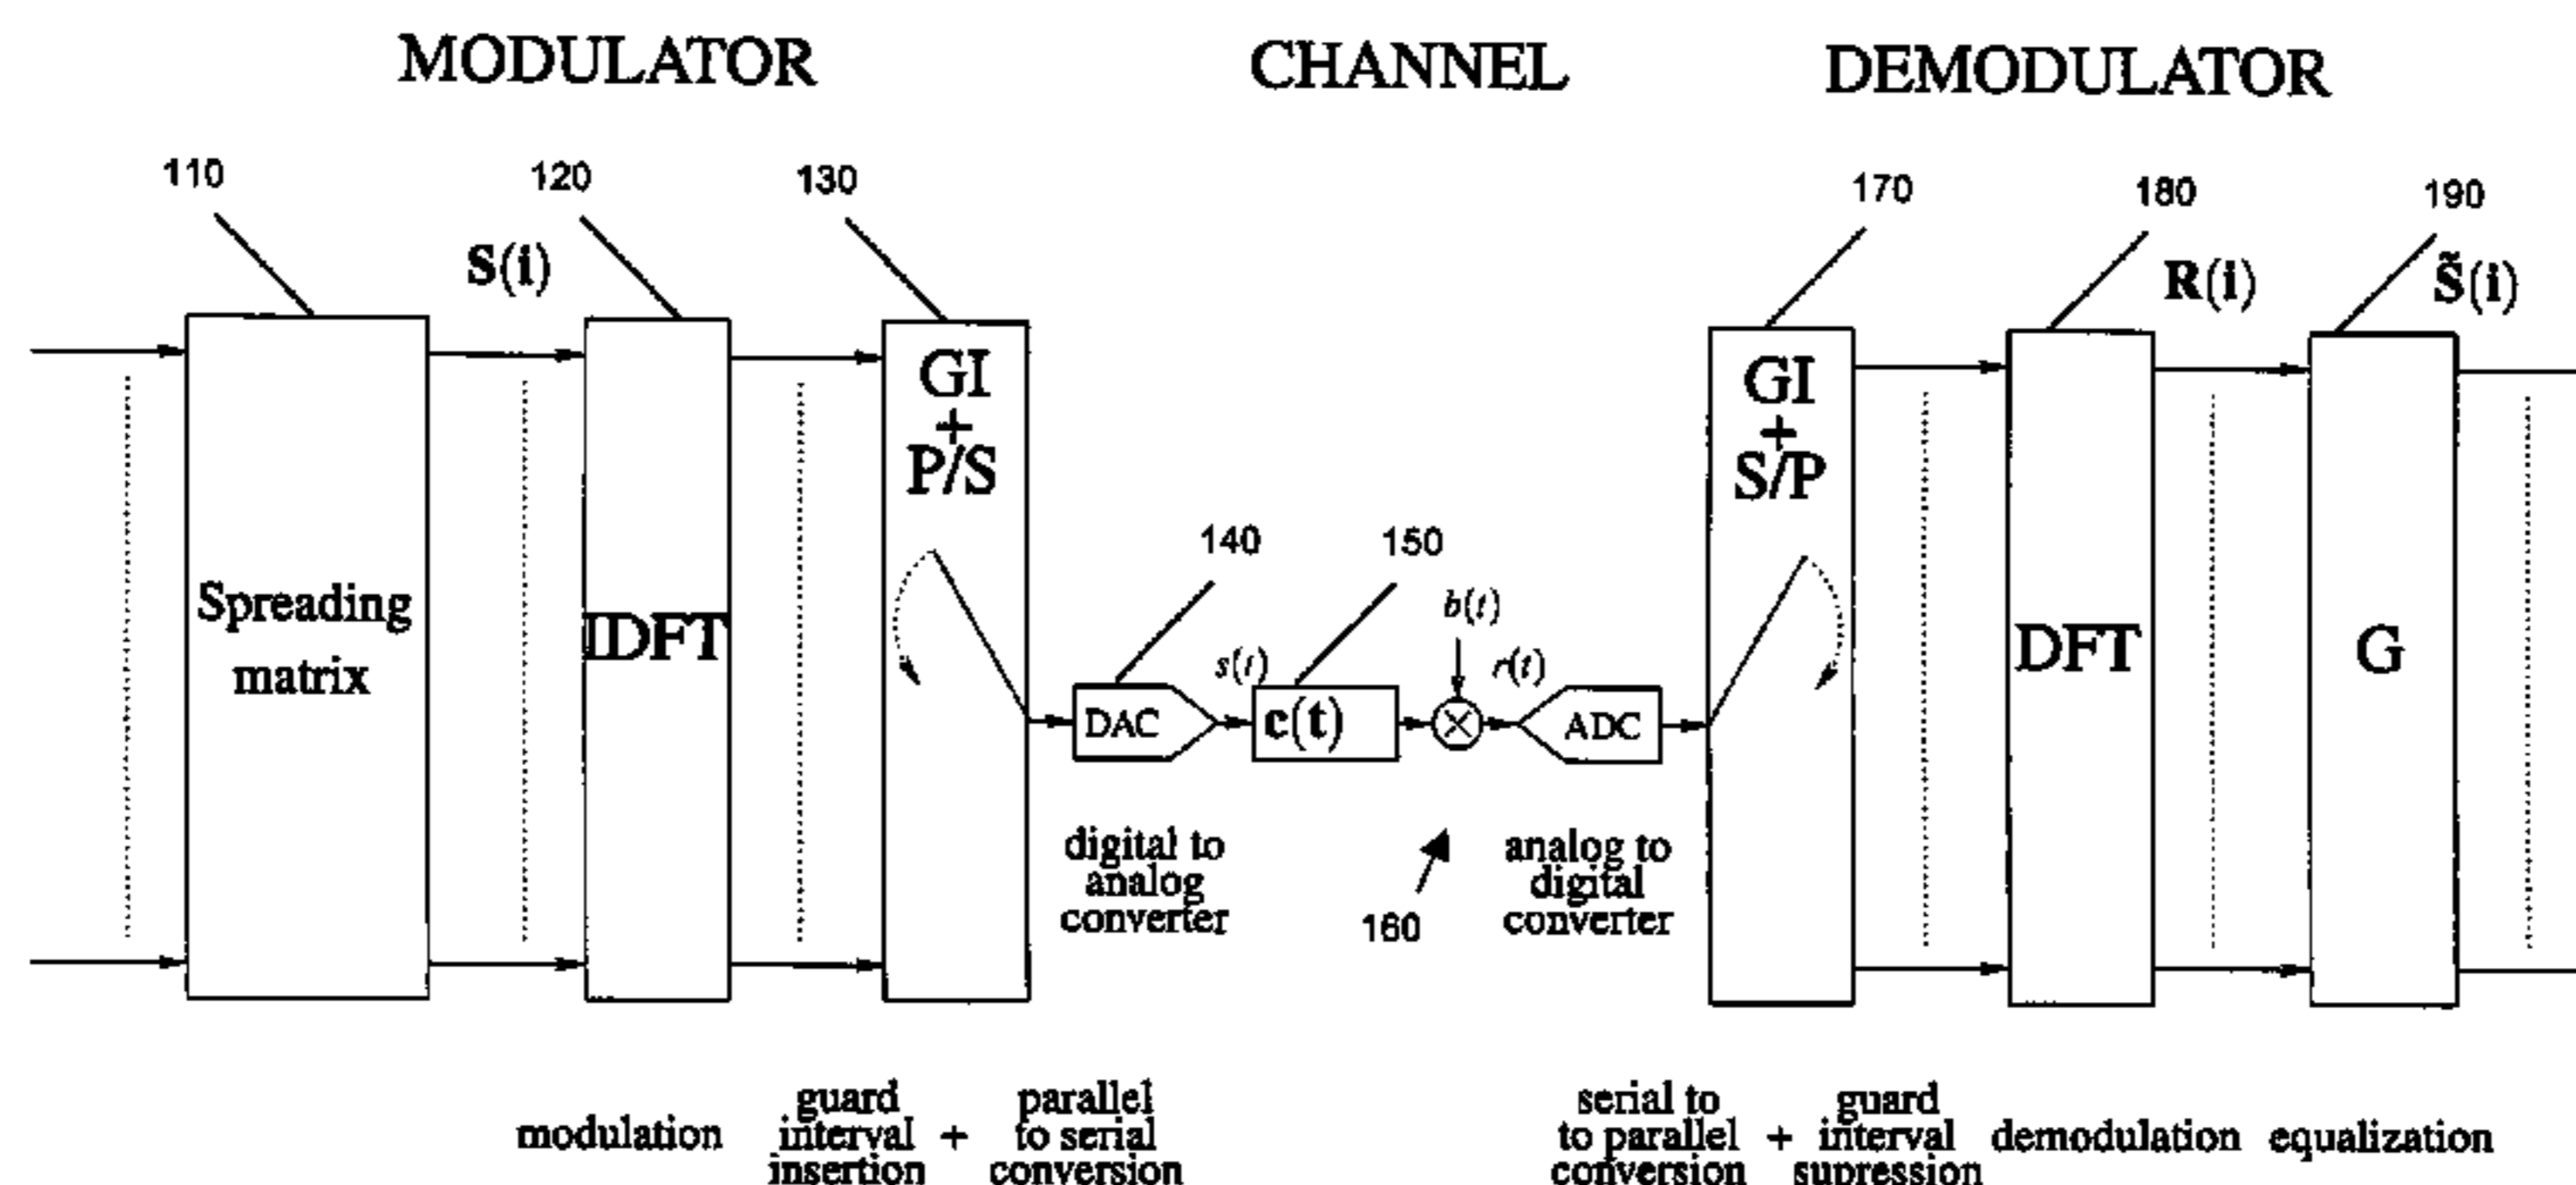 MODULATOR CHANNEL DEMODULATOR
110 120 130 170 180 190
S(i) R(i) S̃(i)
GI
+
P/S
GI
+
S/P
140 150
b(t)
Spreading
matrix
IDFT
s(t) r(t)
DAC c(t) ADC
DFT
G
digital to
analog
converter
160
analog to
digital
converter
modulation
guard
interval
insertion
+
parallel
to serial
conversion
serial to
to parallel
conversion
+
guard
interval
supression
demodulation
equalization